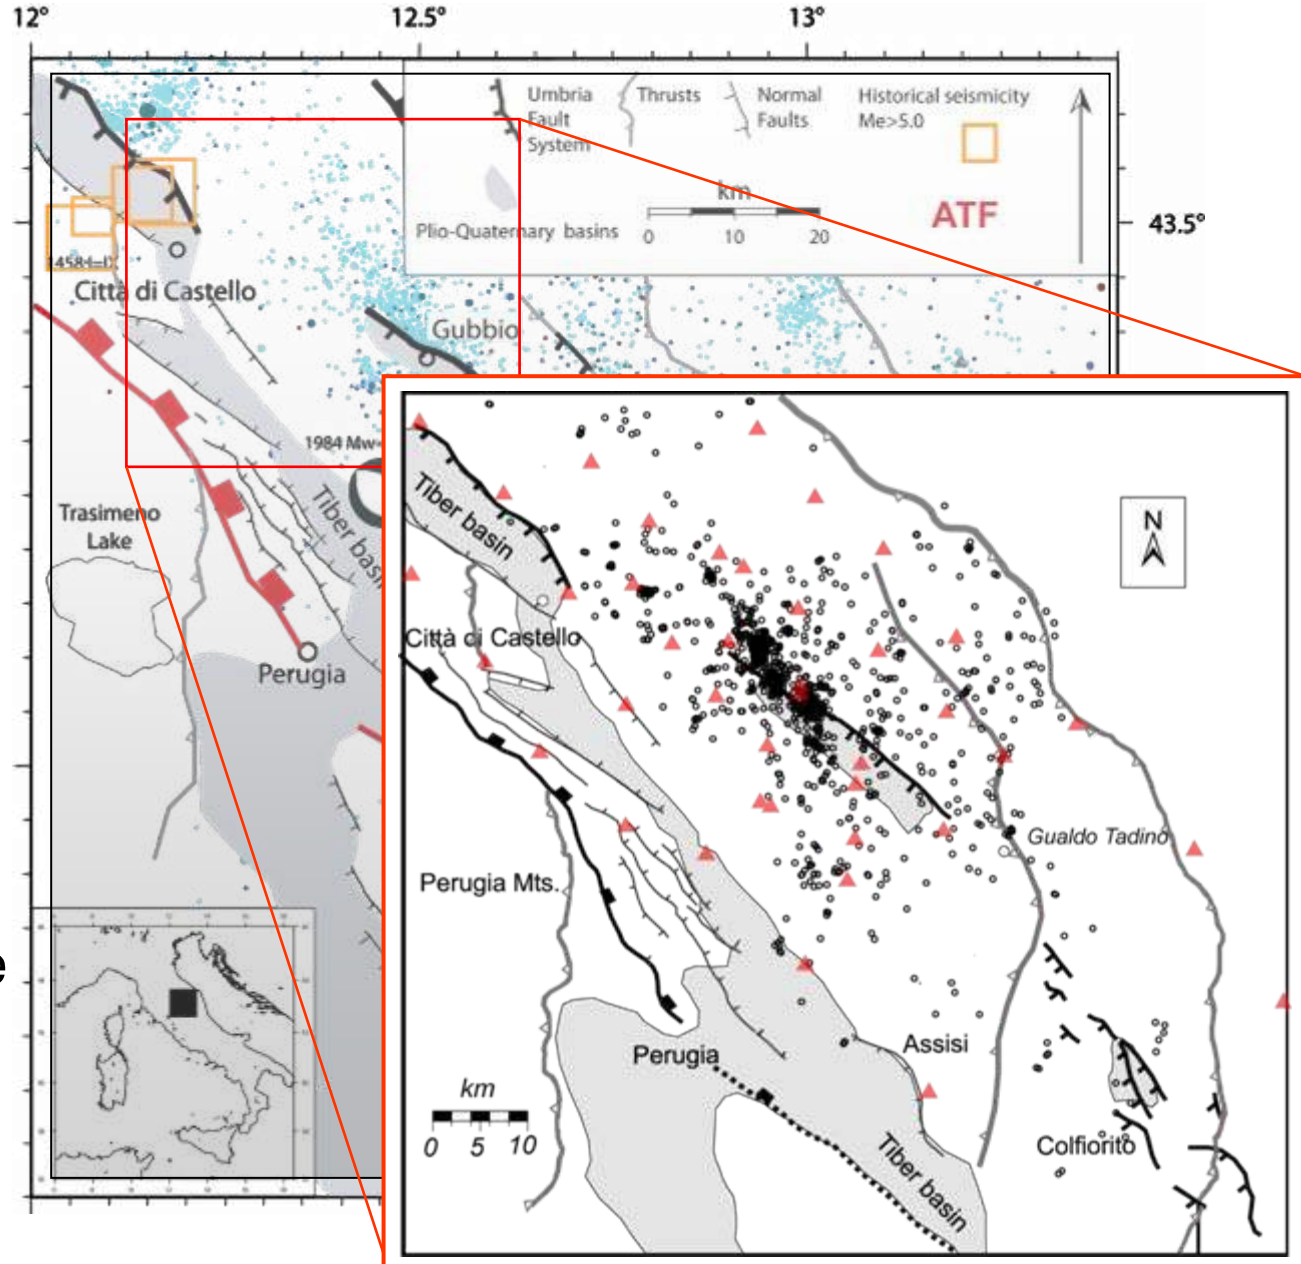 12°
12.5°
13°
Umbria
Fault
System
Thrusts
Normal
Faults
Historical seismicity
Me>5.0
km
ATF
43.5°
Plio-Quaternary basins
0
10
20
Città di Castello
Gubbio
1984 Mw
Trasimeno
Lake
Tiber basin
Perugia
e
Tiber basin
N
Città di Castello
Gualdo Tadino
Perugia Mts.
Perugia
Assisi
km
0
5
10
Colfiorito
Tiber basin